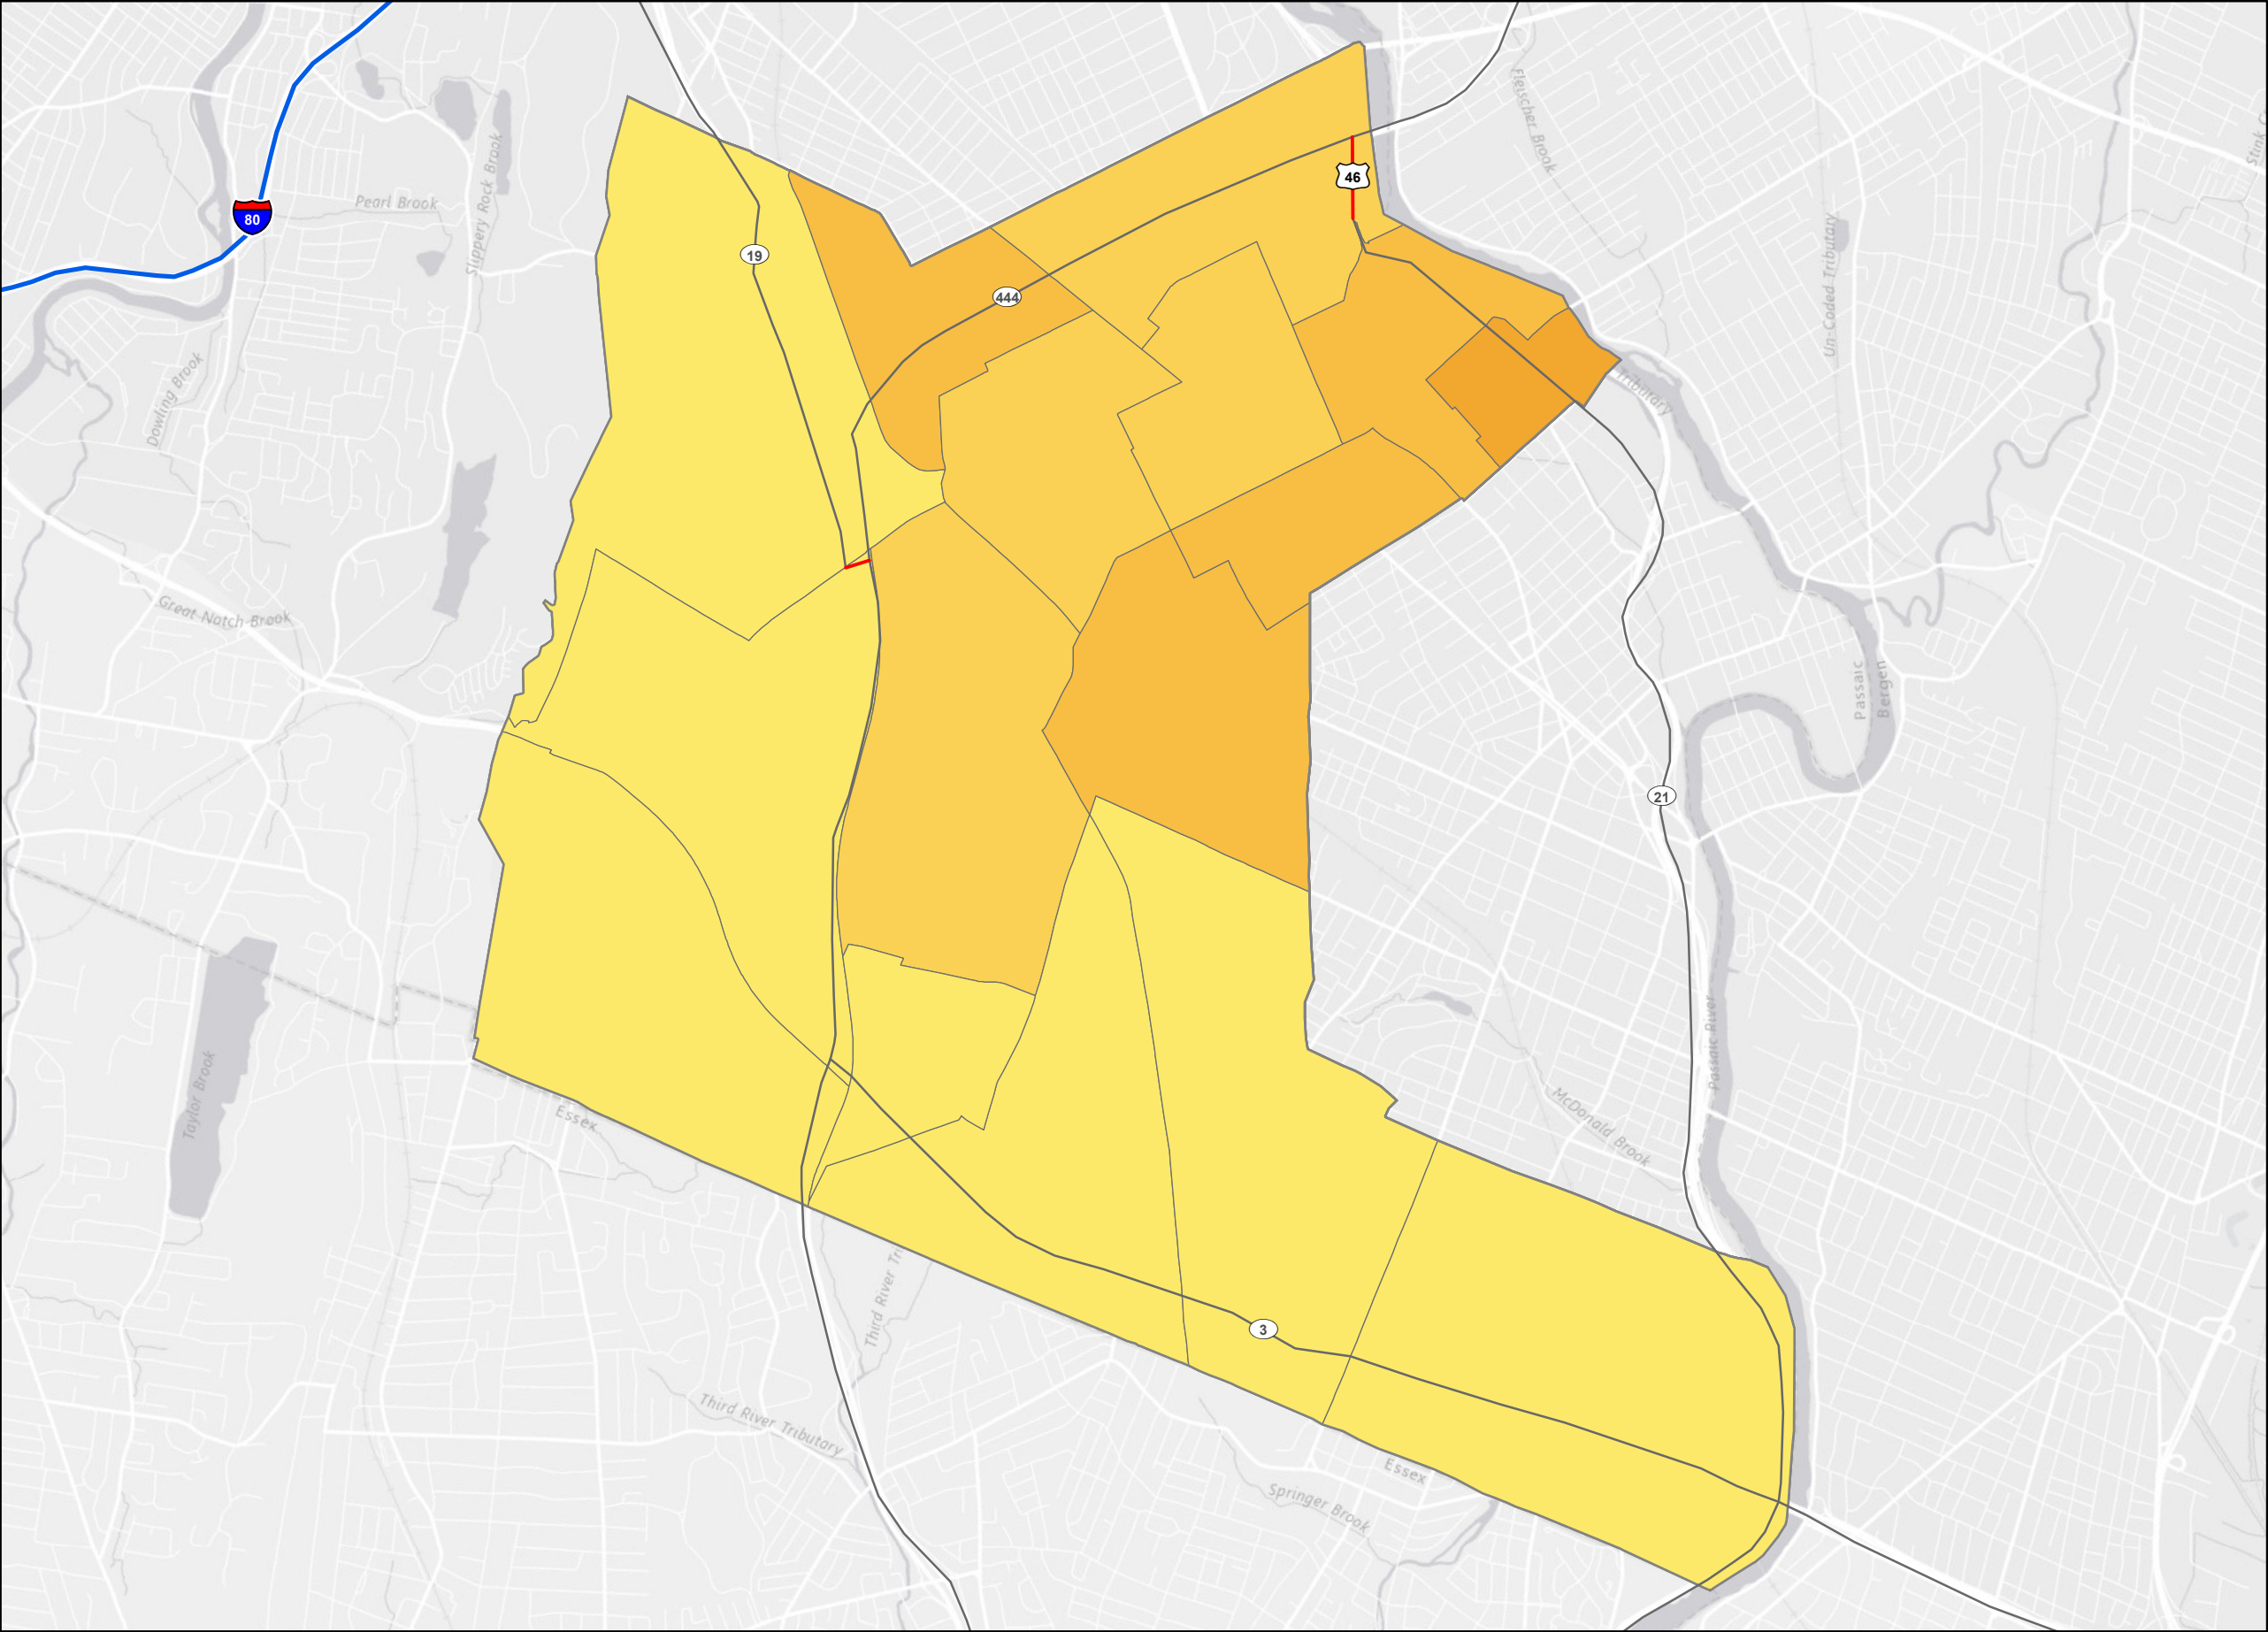 Fleischer Brook
Stink C
Slippery Rock Brook
46
Pearl Brook
80
19
Un-Coded Tributary
444
Dowling Brook
Tributary
Great Notch Brook
Passaic
Bergen
21
Passaic River
Taylor Brook
Essex
McDonald Brook
Third River Tr
3
Third River Tributary
Essex
Springer Brook